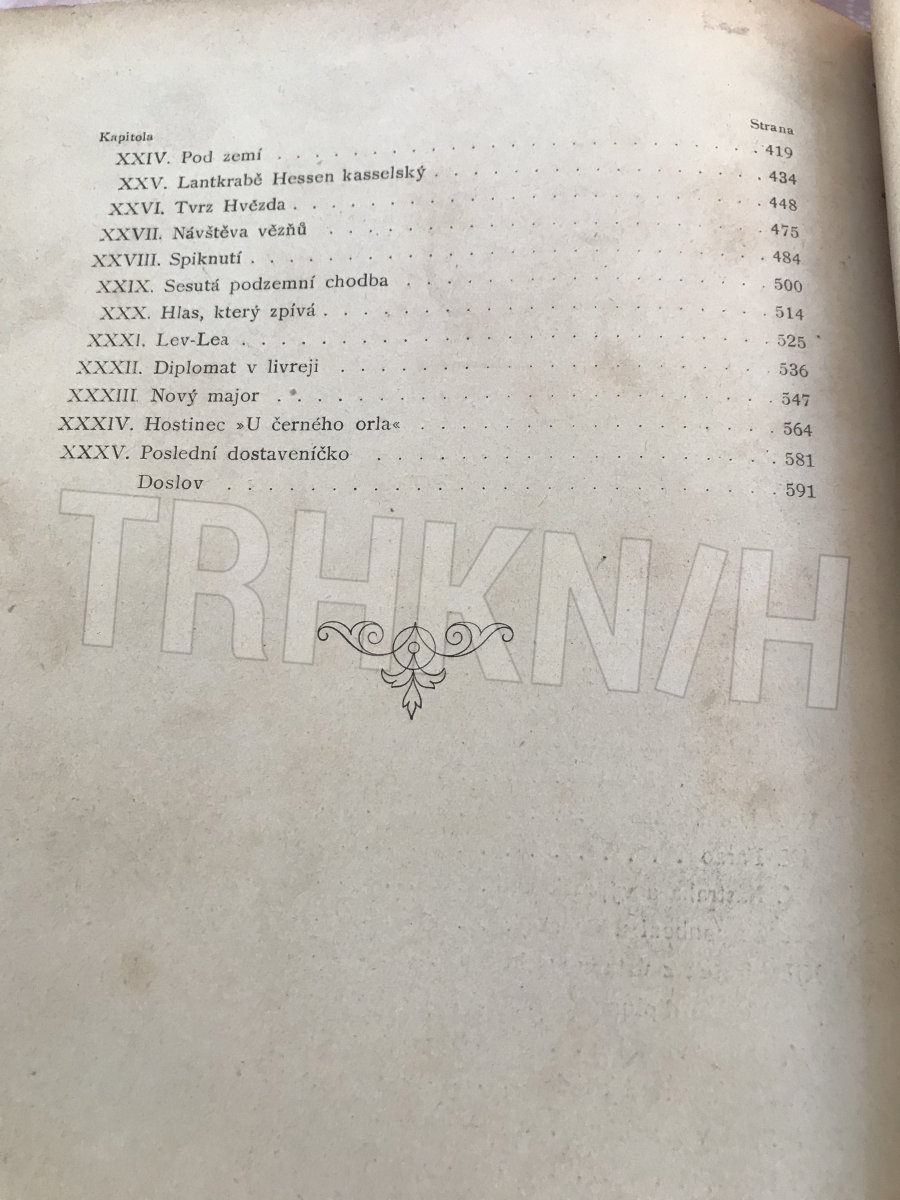 Kapitola Strana
XXIV. Pod zemí . . . . . . . . . . . . . . . . . . . 419
XXV. Lantkrabě Hessen kasselský . . . . . . . . . . . . . 434
XXVI. Tvrz Hvězda . . . . . . . . . . . . . . . . . . . 448
XXVII. Návštěva vězňů . . . . . . . . . . . . . . . . . 475
XXVIII. Spiknutí . . . . . . . . . . . . . . . . . . . . 484
XXIX. Sesutá podzemní chodba . . . . . . . . . . . . . . 500
XXX. Hlas, který zpívá . . . . . . . . . . . . . . . . . 514
XXXI. Lev-Lea . . . . . . . . . . . . . . . . . . . . . 525
XXXII. Diplomat v livreji . . . . . . . . . . . . . . . . 536
XXXIII. Nový major . . . . . . . . . . . . . . . . . . . 547
XXXIV. Hostinec »U černého orla« . . . . . . . . . . . . . 564
XXXV. Poslední dostaveníčko . . . . . . . . . . . . . . . 581
Doslov . . . . . . . . . . . . . . . . . . . . . . 591
TRHKN/H